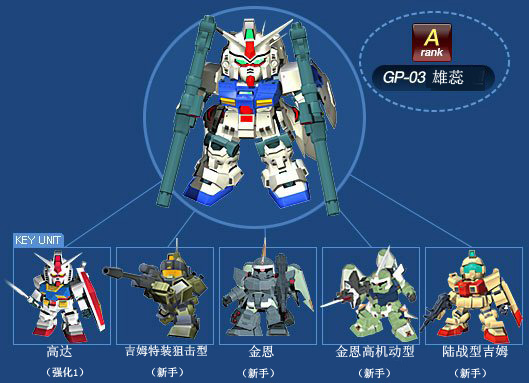 A
rank
GP-03 雄蕊
KEY UNIT
高达
（强化1）
吉姆特装狙击型
（新手）
金恩
（新手）
金恩高机动型
（新手）
陆战型吉姆
（新手）